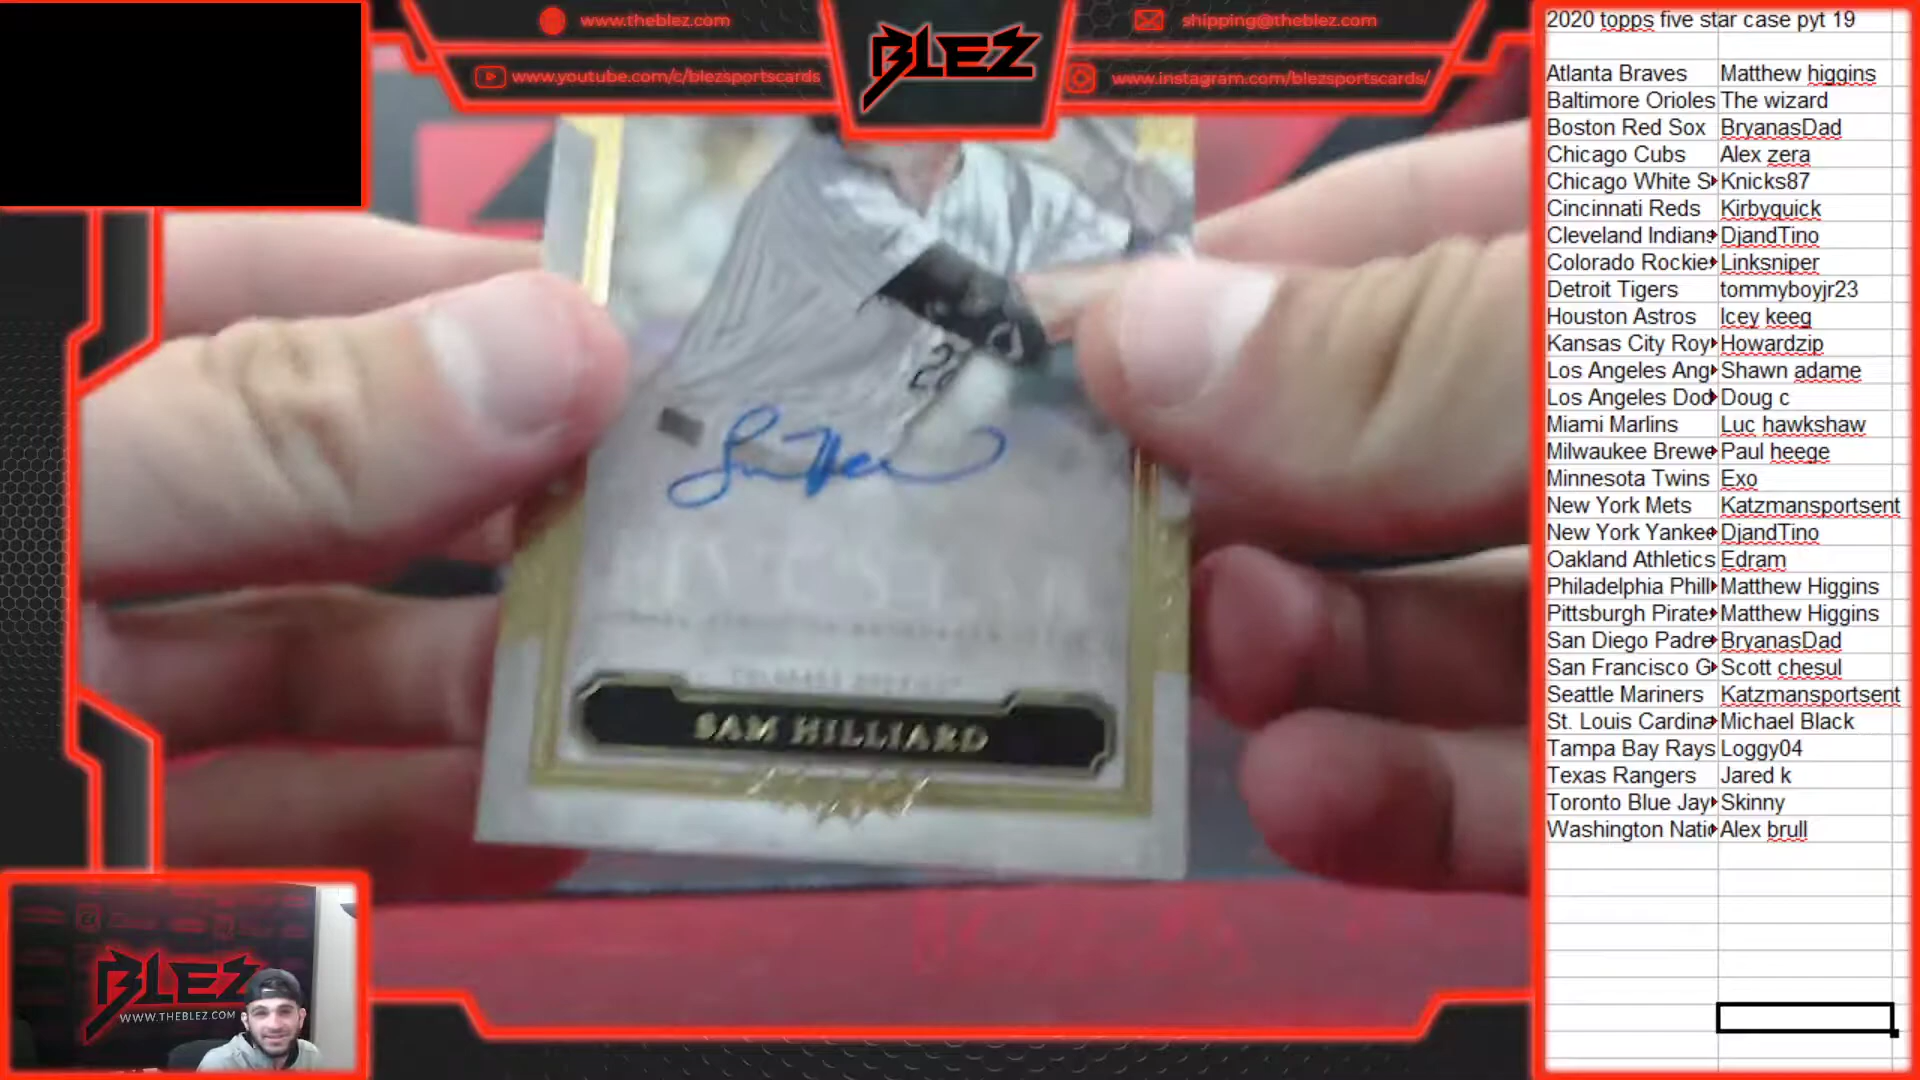 www.theblez.com
www.youtube.com/c/blezsportscards
BLEZ
shipping@theblez.com
www.instagram.com/blezsportscards/
SAM HILLIARD
BLEZ
WWW.THEBLEZ.COM
2020 topps five star case pyt 19
Atlanta Braves Matthew higgins
Baltimore Orioles The wizard
Boston Red Sox BryanasDad
Chicago Cubs Alex zera
Chicago White S Knicks87
Cincinnati Reds Kirbyquick
Cleveland Indians DjandTino
Colorado Rockie Linksniper
Detroit Tigers tommyboyjr23
Houston Astros Icey keeg
Kansas City Roy Howardzip
Los Angeles Ang Shawn adame
Los Angeles Dod Doug c
Miami Marlins Luc hawkshaw
Milwaukee Brewe Paul heege
Minnesota Twins Exo
New York Mets Katzmansportsent
New York Yankee DjandTino
Oakland Athletics Edram
Philadelphia Phill Matthew Higgins
Pittsburgh Pirate Matthew Higgins
San Diego Padre BryanasDad
San Francisco G Scott chesul
Seattle Mariners Katzmansportsent
St. Louis Cardina Michael Black
Tampa Bay Rays Loggy04
Texas Rangers Jared k
Toronto Blue Jay Skinny
Washington Natio Alex brull